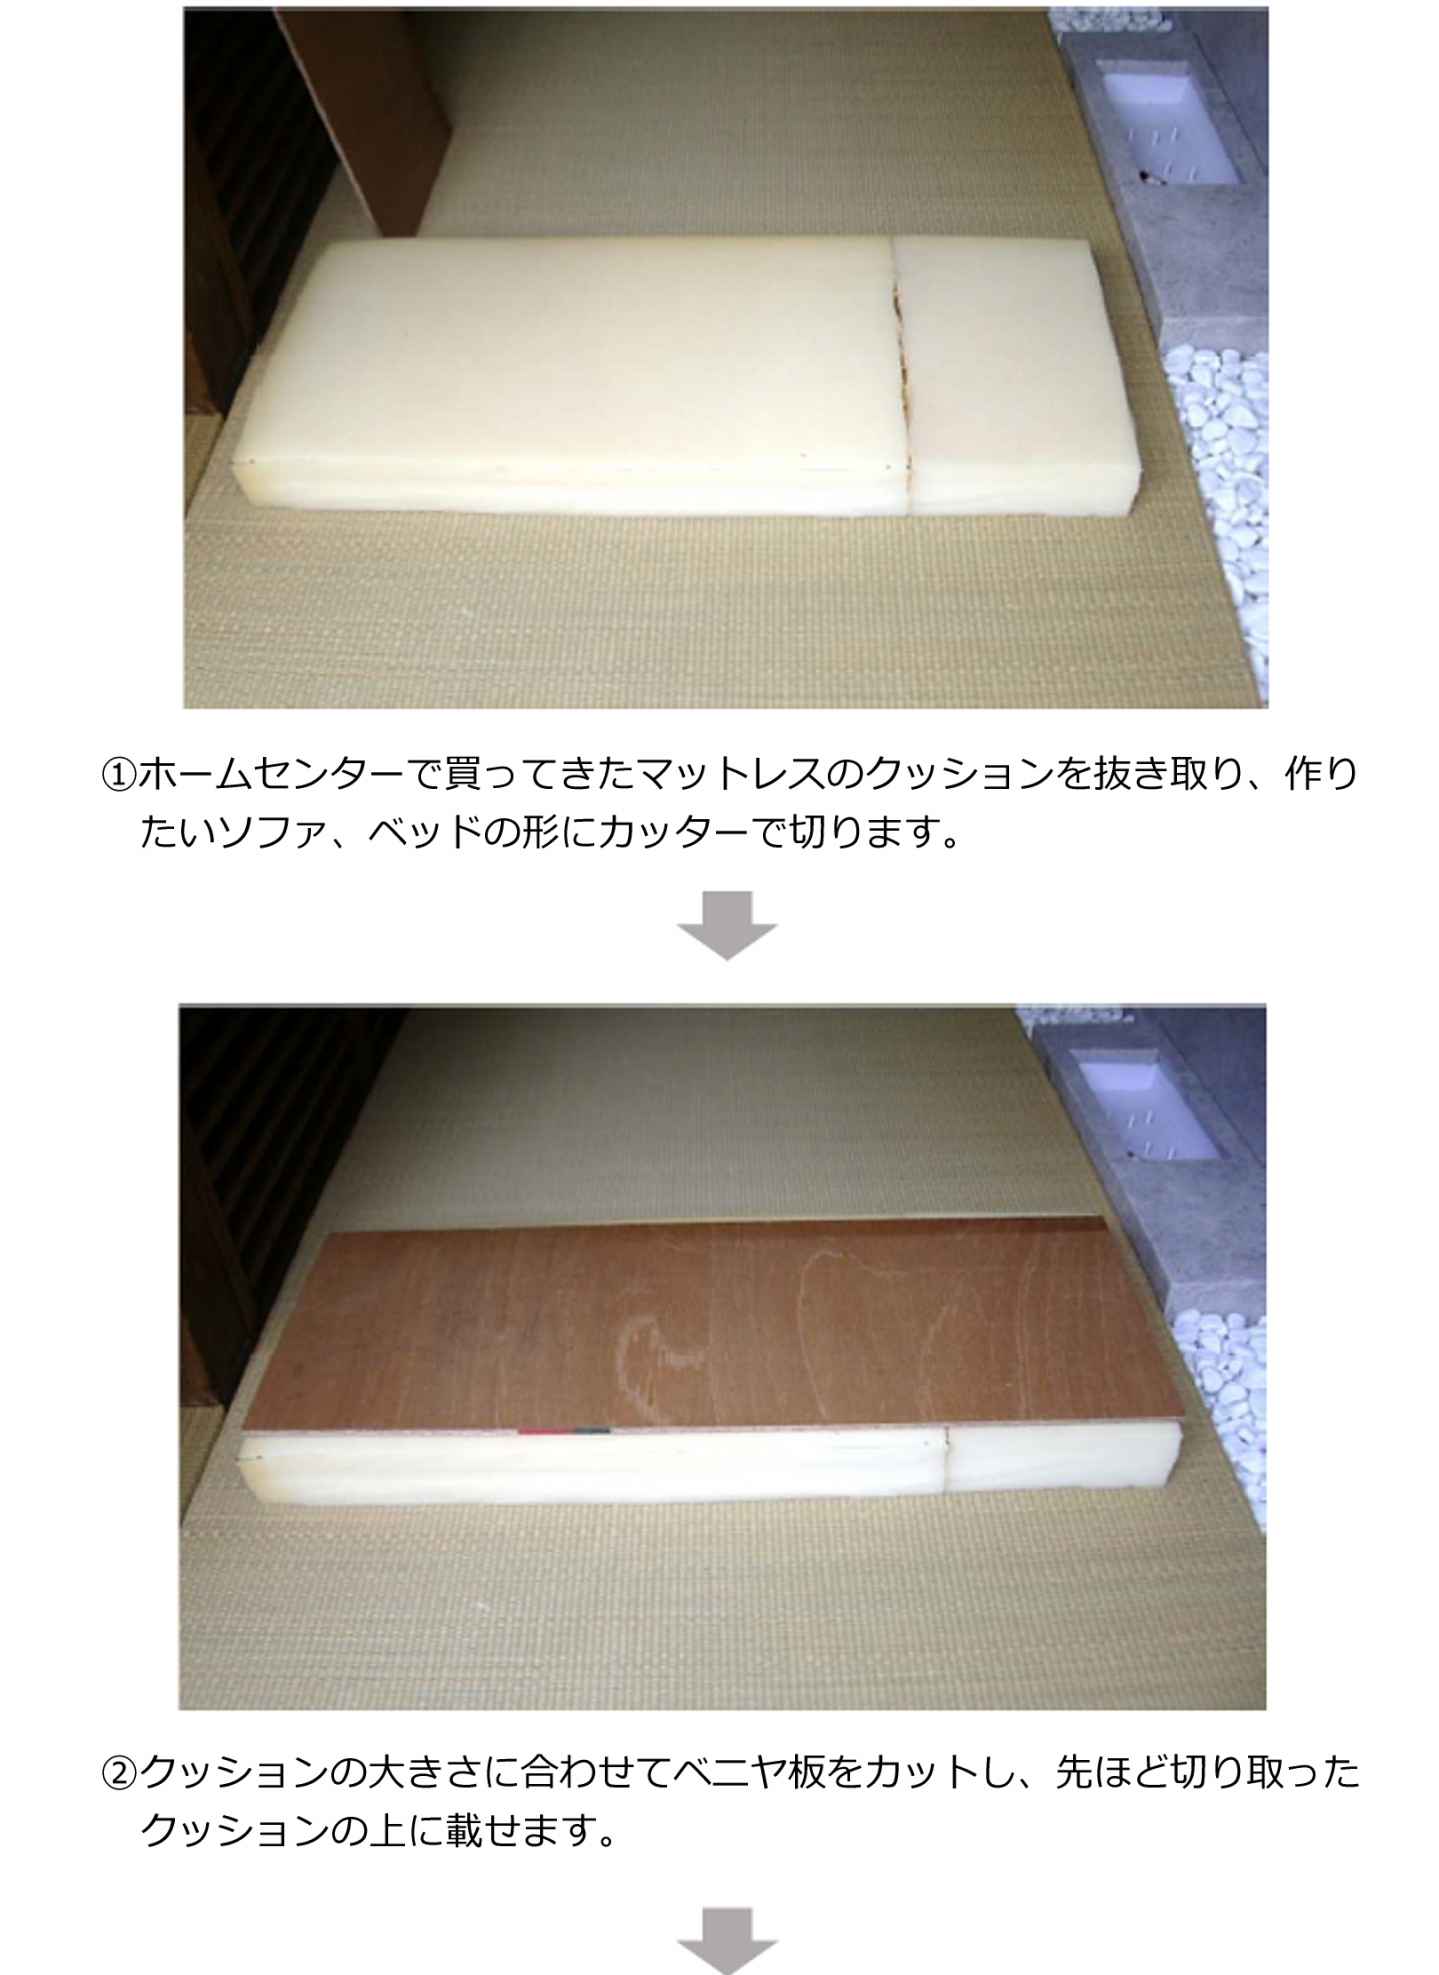 ①ホームセンターで買ってきたマットレスのクッションを抜き取り、作り
たいソファ、ベッドの形にカッターで切ります。
②クッションの大きさに合わせてベニヤ板をカットし、先ほど切り取った
クッションの上に載せます。